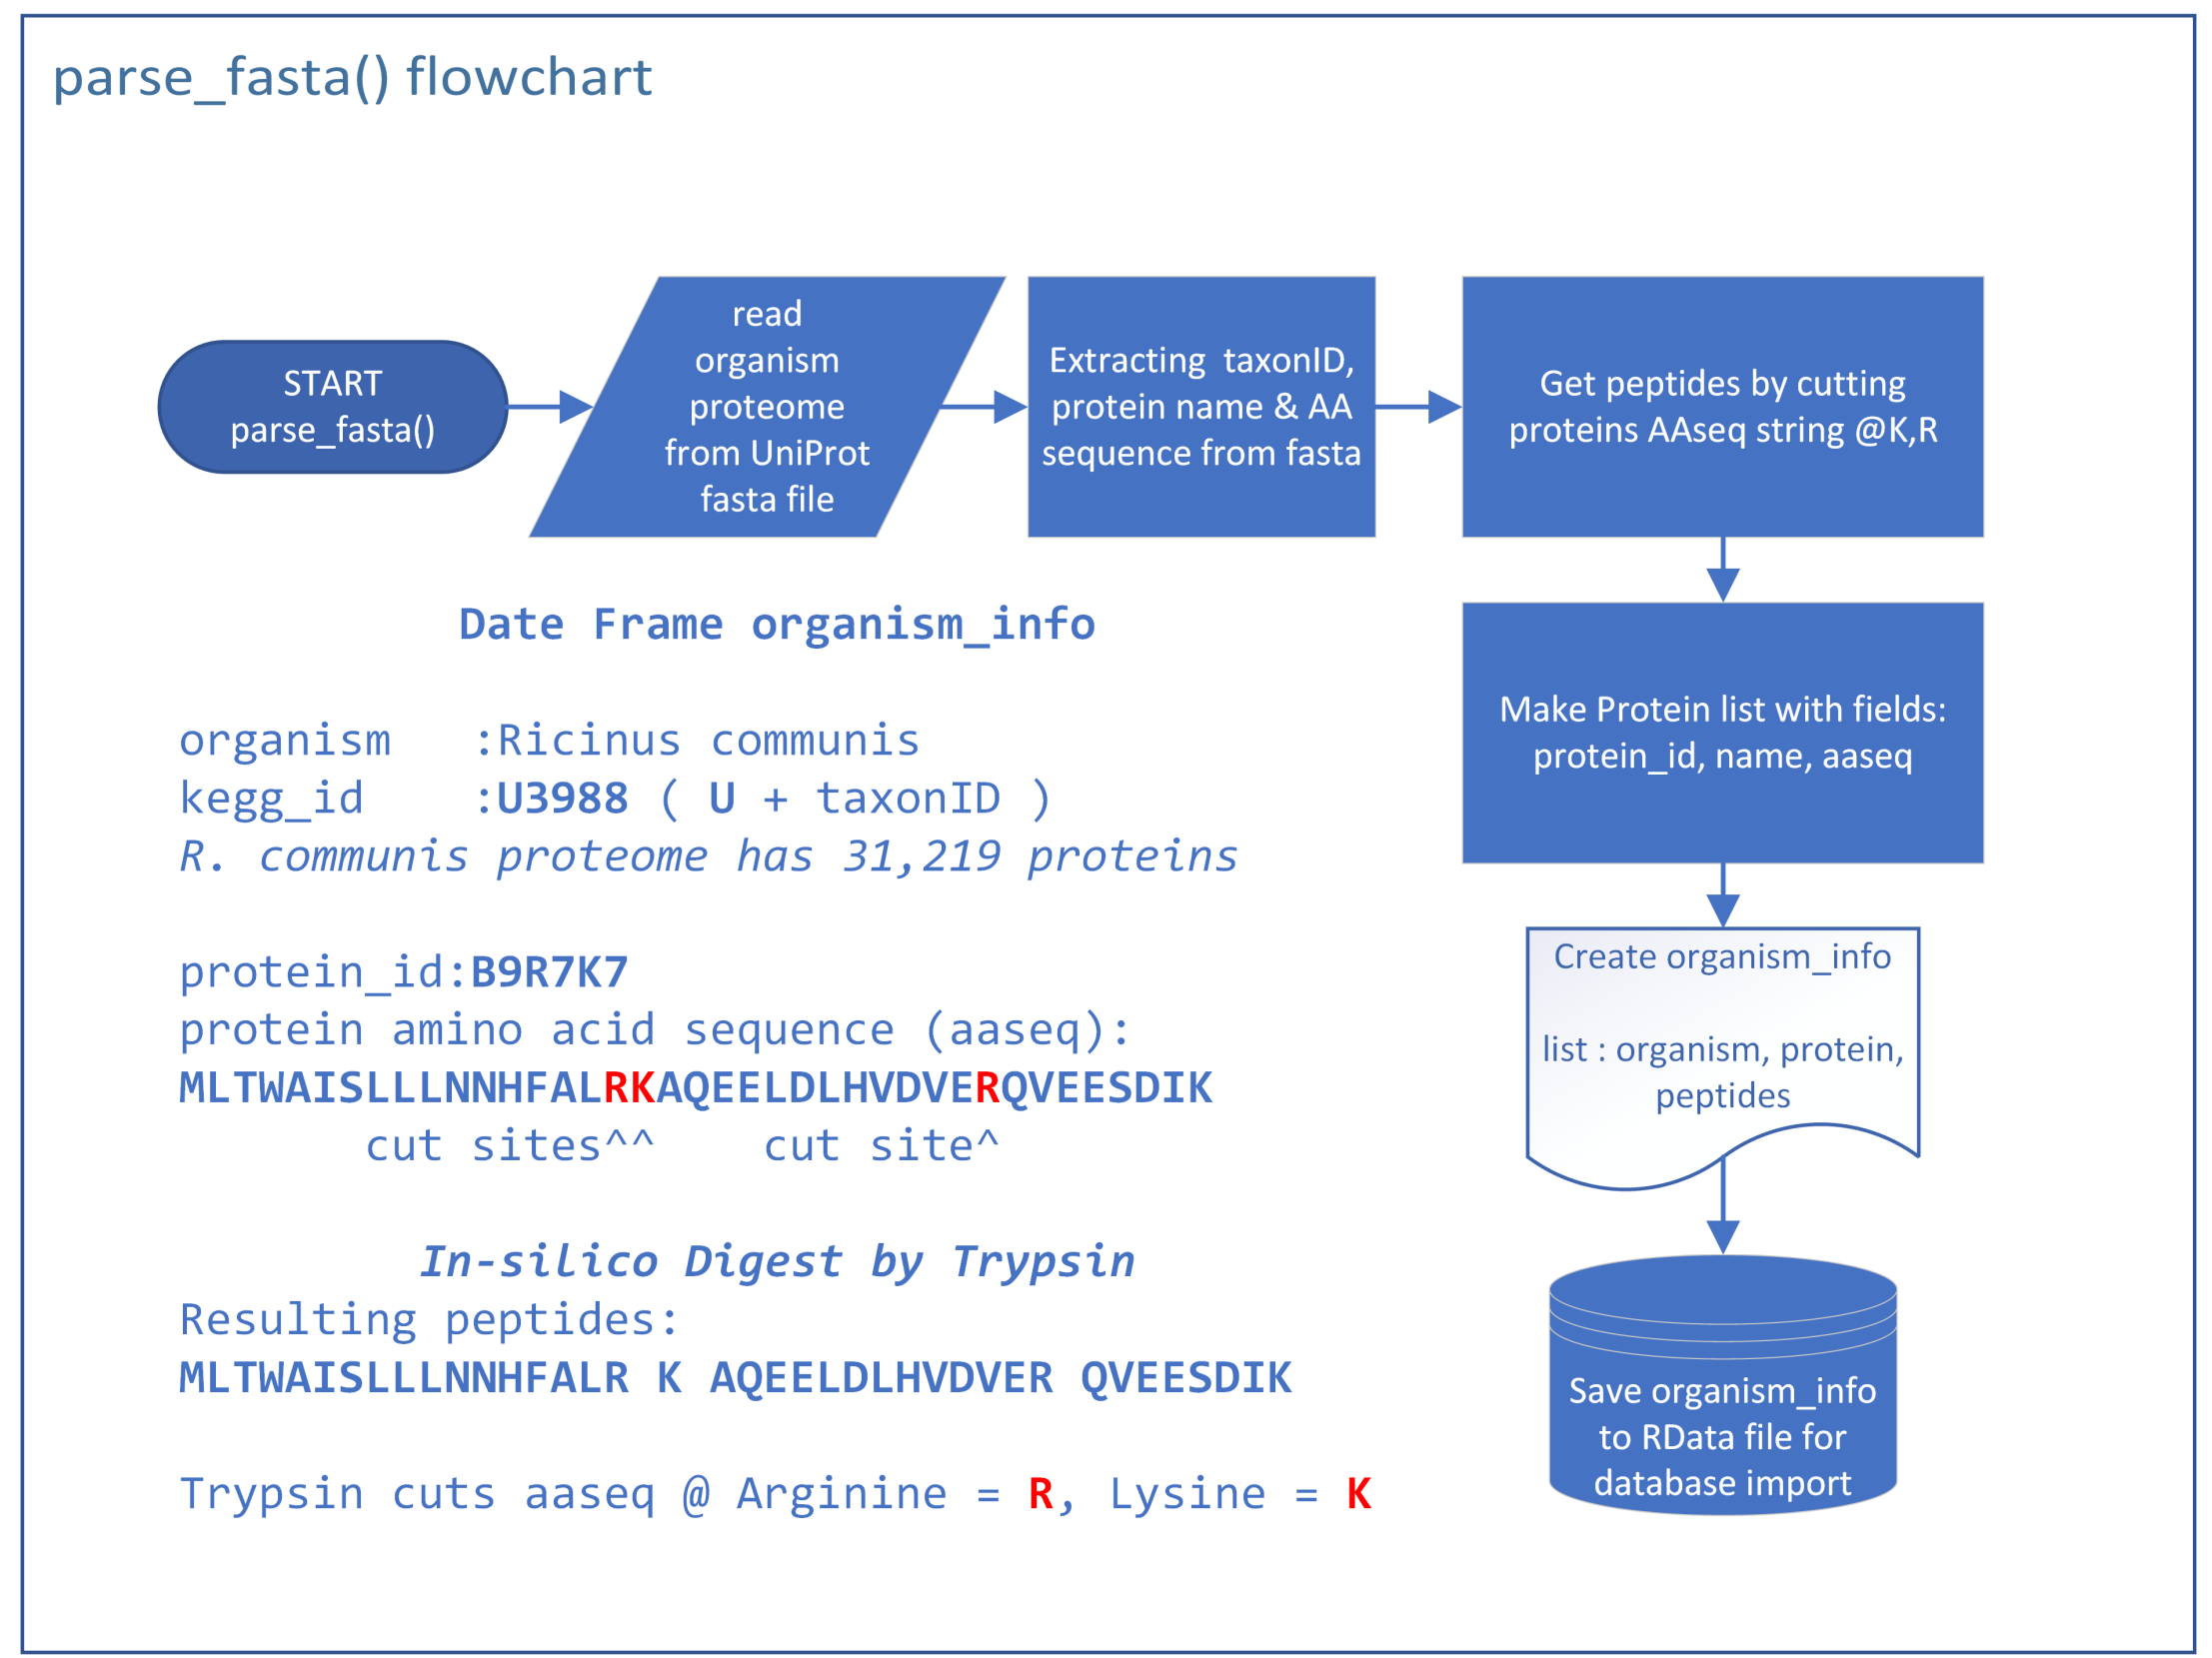 parse_fasta() flowchart
START
parse_fasta()
read
organism
proteome
from UniProt
fasta file
Extracting taxonID,
protein name & AA
sequence from fasta
Get peptides by cutting
proteins AAseq string @K,R
Make Protein list with fields:
protein_id, name, aaseq
Create organism_info
list : organism, protein,
peptides
Save organism_info
to RData file for
database import
Date Frame organism_info
organism :Ricinus communis
kegg_id :U3988 ( U + taxonID )
R. communis proteome has 31,219 proteins
protein_id:B9R7K7
protein amino acid sequence (aaseq):
MLTWAISLLLNNHFALRKAQEELDLHVDVERQVEESDIK
cut sites^^ cut site^
In-silico Digest by Trypsin
Resulting peptides:
MLTWAISLLLNNHFALR K AQEELDLHVDVER QVEESDIK
Trypsin cuts aaseq @ Arginine = R, Lysine = K